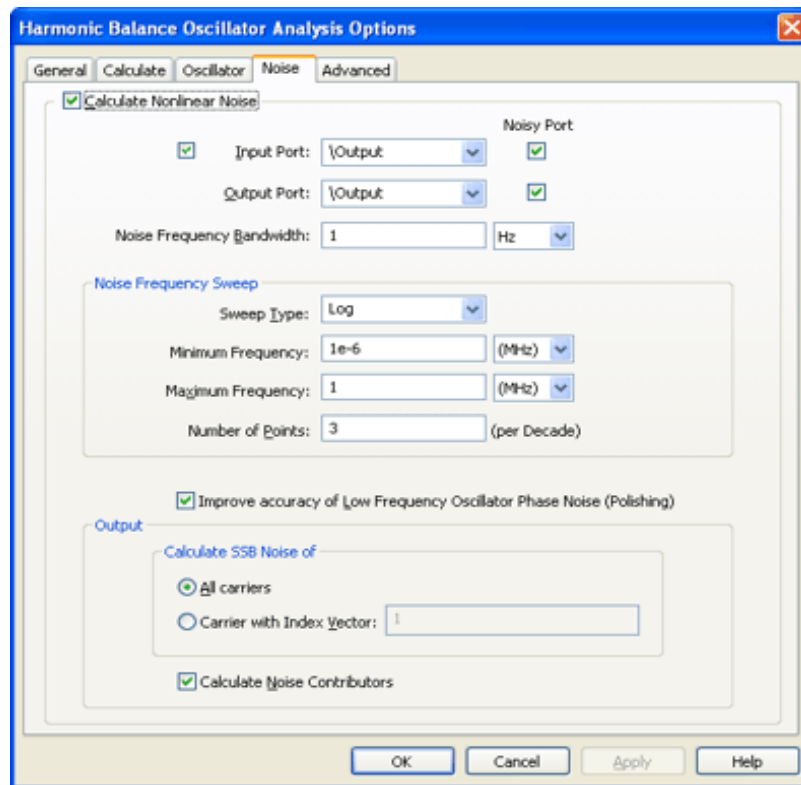 Harmonic Balance Oscillator Analysis Options
General Calculate Oscillator Noise Advanced
Calculate Nonlinear Noise
Noisy Port
Input Port: \Output
Output Port: \Output
Noise Frequency Bandwidth: 1 Hz
Noise Frequency Sweep
Sweep Type: Log
Minimum Frequency: 1e-6 (MHz)
Maximum Frequency: 1 (MHz)
Number of Points: 3 (per Decade)
Improve accuracy of Low Frequency Oscillator Phase Noise (Polishing)
Output
Calculate SSB Noise of
All carriers
Carrier with Index Vector: 1
Calculate Noise Contributors
OK Cancel Apply Help